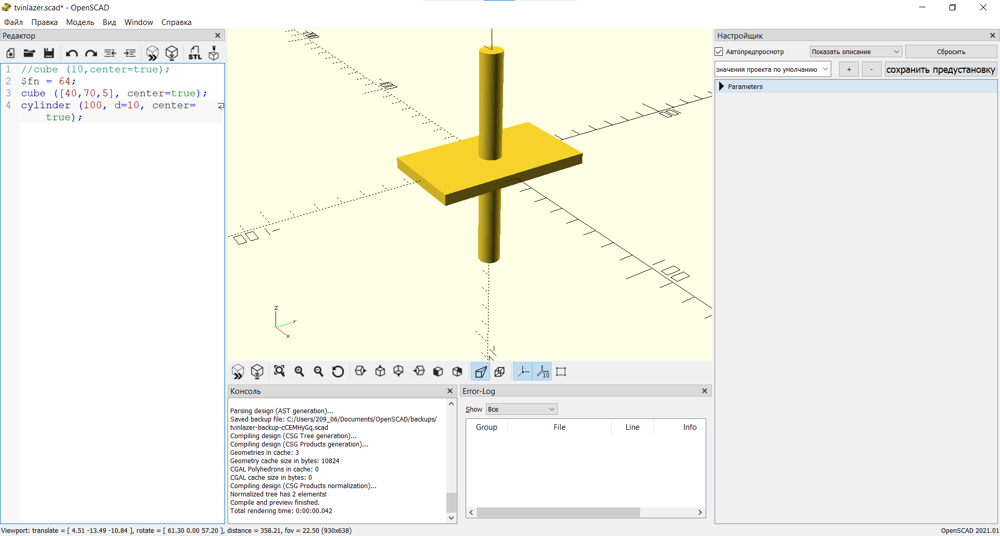 tvinlazer.scad* - OpenSCAD
Файл Правка Модель Вид Window Справка
Редактор
STL
1 //cube (10,center=true);
2 $fn = 64;
3 cube ([40,70,5], center=true);
4 cylinder (100, d=10, center=
true);
Z
Y
X
10
Консоль
Parsing design (AST generation)...
Saved backup file: C:/Users/209_06/Documents/OpenSCAD/backups/
tvinlazer-backup-cCEMHyGq.scad
Compiling design (CSG Tree generation)...
Compiling design (CSG Products generation)...
Geometries in cache: 3
Geometry cache size in bytes: 10824
CGAL Polyhedrons in cache: 0
CGAL cache size in bytes: 0
Compiling design (CSG Products normalization)...
Normalized tree has 2 elements!
Compile and preview finished.
Total rendering time: 0:00:00.042
Error-Log
Show Все
Group File Line Info
Настройщик
Автопредпросмотр Показать описание Сбросить
значения проекта по умолчанию + - сохранить предустановку
Parameters
Viewport: translate = [ 4.51 -13.49 -10.84 ], rotate = [ 61.30 0.00 57.20 ], distance = 358.21, fov = 22.50 (930x638)
OpenSCAD 2021.01